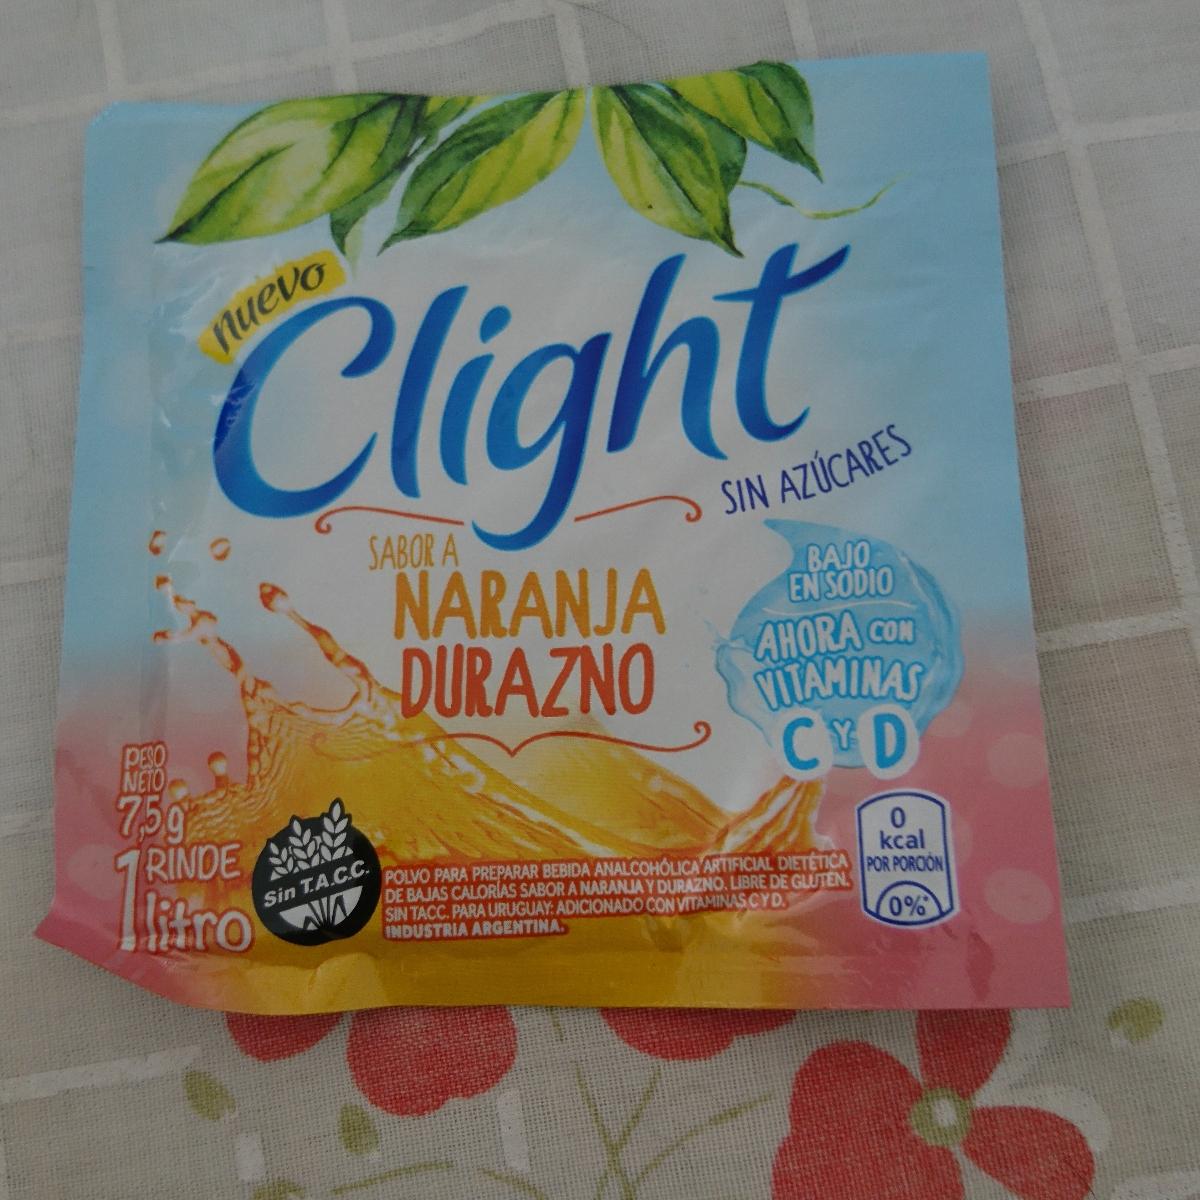 nuevo
Clight
SIN AZÚCARES
SABOR A
NARANJA
DURAZNO
BAJO
EN SODIO
AHORA CON
VITAMINAS
C Y D
PESO
NETO
7,5 g
RINDE
1 litro
Sin T.A.C.C.
POLVO PARA PREPARAR BEBIDA ANALCOHÓLICA ARTIFICIAL DIETÉTICA
DE BAJAS CALORÍAS SABOR A NARANJA Y DURAZNO. LIBRE DE GLUTEN.
SIN TACC. PARA URUGUAY: ADICIONADO CON VITAMINAS C Y D.
INDUSTRIA ARGENTINA.
0
kcal
POR PORCIÓN
0%*